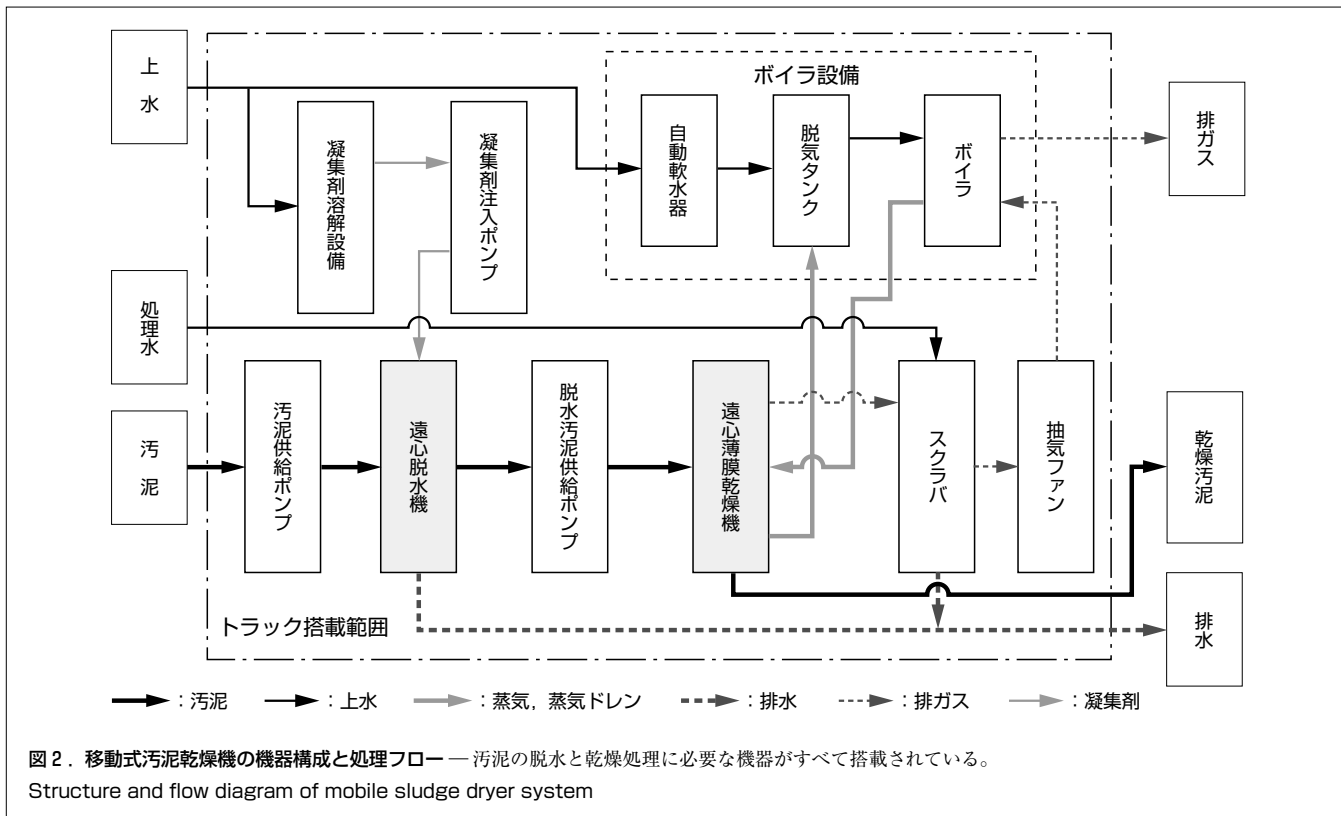 上水
ボイラ設備
排ガス
凝集剤溶解設備
凝集剤注入ポンプ
自動軟水器
脱気タンク
ボイラ
処理水
汚泥
汚泥供給ポンプ
遠心脱水機
脱水汚泥供給ポンプ
遠心薄膜乾燥機
スクラバ
抽気ファン
乾燥汚泥
排水
トラック搭載範囲
：汚泥 ：上水 ：蒸気，蒸気ドレン ：排水 ：排ガス ：凝集剤
図2．移動式汚泥乾燥機の機器構成と処理フロー — 汚泥の脱水と乾燥処理に必要な機器がすべて搭載されている。
Structure and flow diagram of mobile sludge dryer system